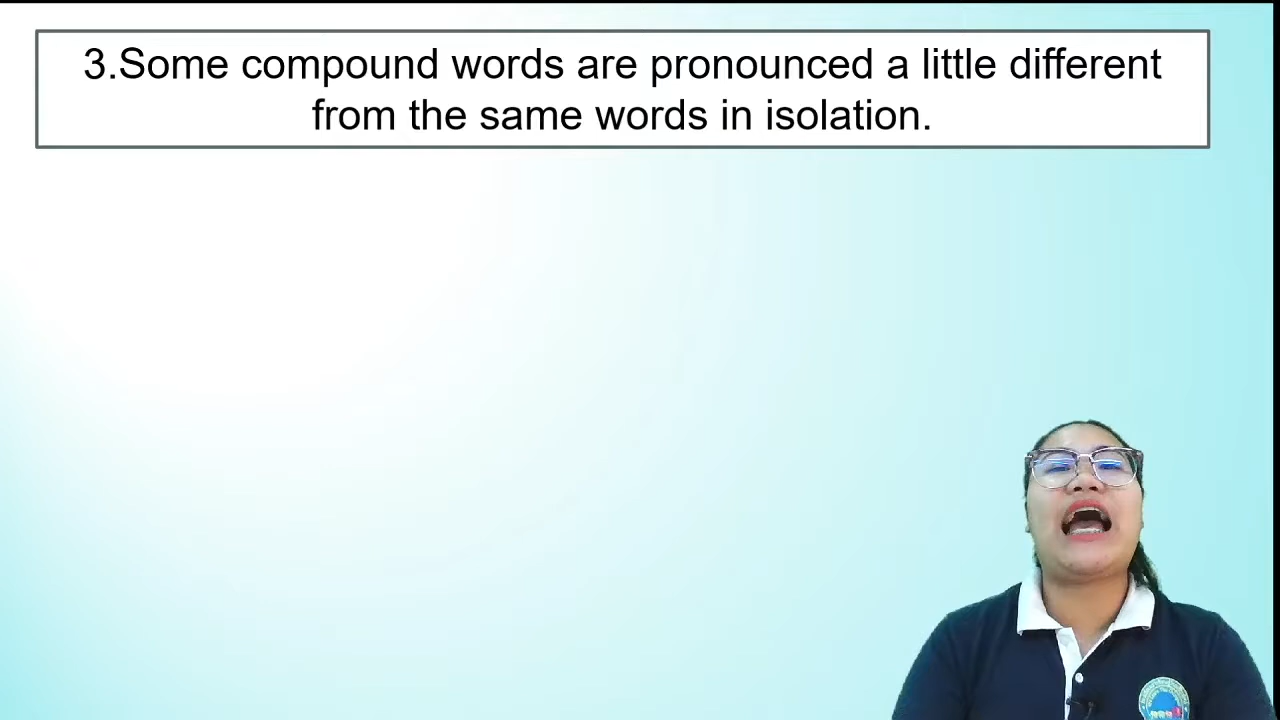 3.Some compound words are pronounced a little different
from the same words in isolation.